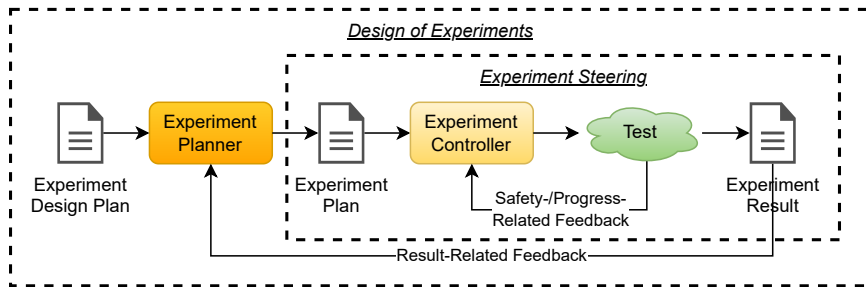 Design of Experiments
Experiment Steering
Experiment
Design Plan
Experiment
Planner
Experiment
Plan
Experiment
Controller
Test
Experiment
Result
Safety-/Progress-
Related Feedback
Result-Related Feedback